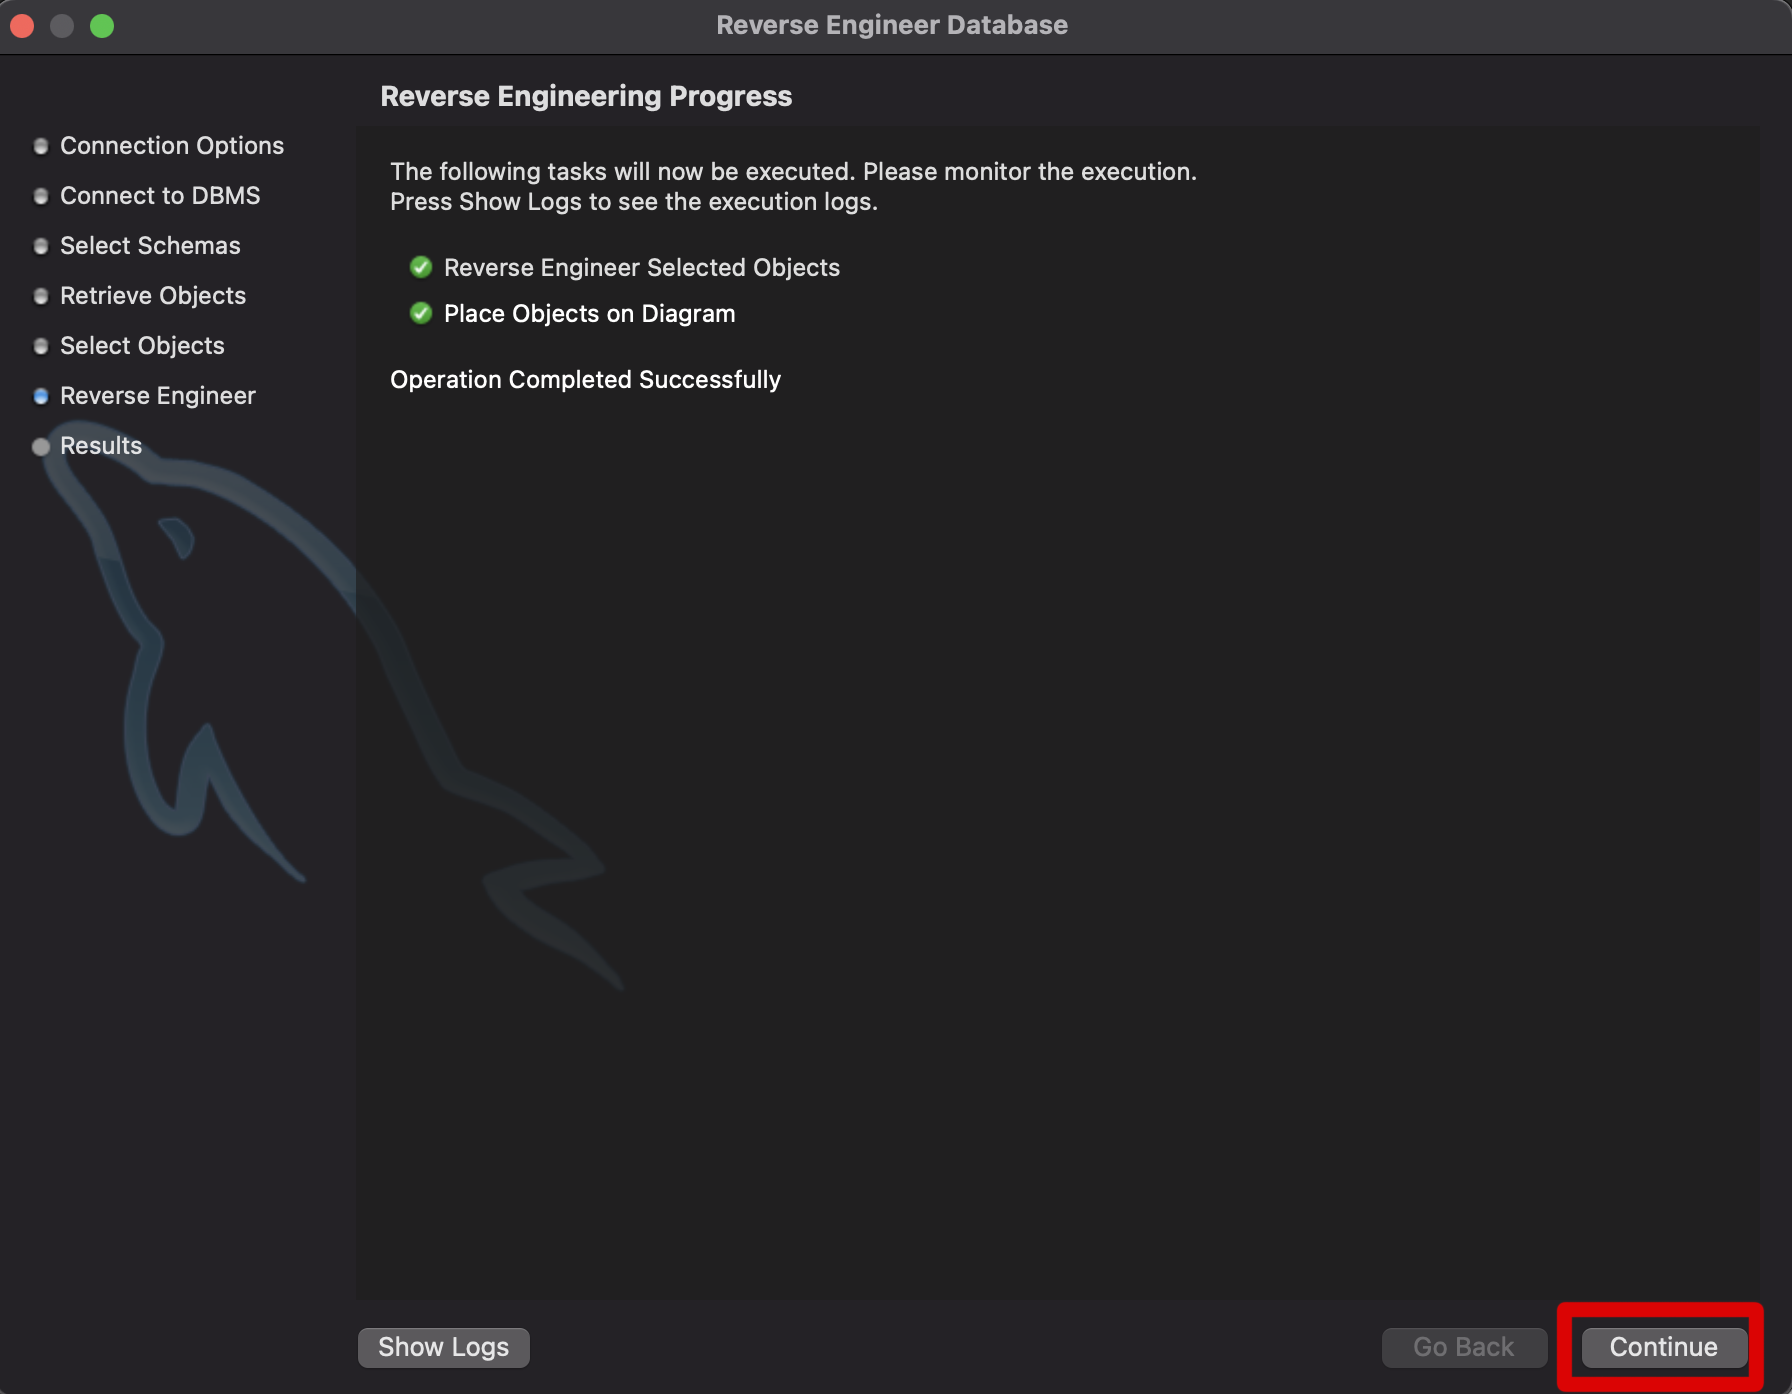 Reverse Engineer Database
Reverse Engineering Progress
Connection Options
Connect to DBMS
Select Schemas
Retrieve Objects
Select Objects
Reverse Engineer
Results
The following tasks will now be executed. Please monitor the execution.
Press Show Logs to see the execution logs.
Reverse Engineer Selected Objects
Place Objects on Diagram
Operation Completed Successfully
Show Logs
Go Back
Continue